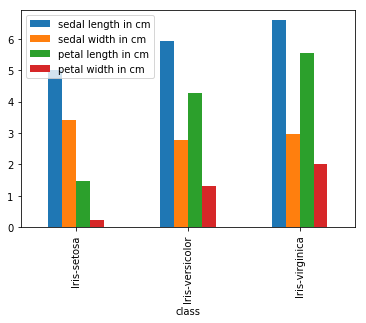 sedal length in cm
sedal width in cm
petal length in cm
petal width in cm
6
5
4
3
2
1
0
Iris-setosa
Iris-versicolor
Iris-virginica
class